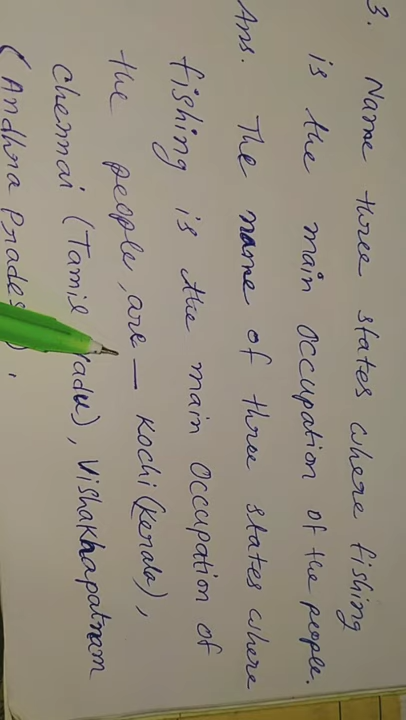 3. Name three states where fishing
is the main occupation of the people.
Ans. The name of three states where
fishing is the main occupation of
the people, are — Kochi (Kerala),
Chennai (Tamil Nadu), Vishakhapatnam
(Andhra Pradesh).